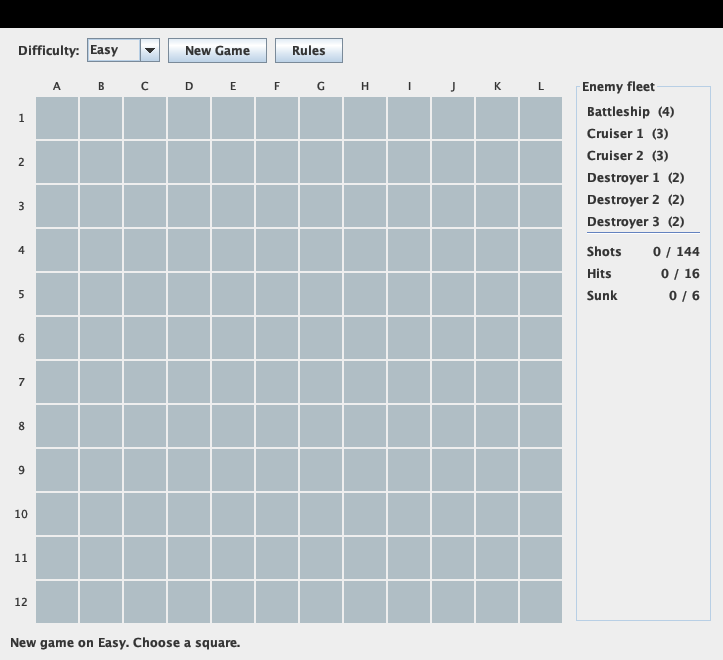 Difficulty: Easy New Game Rules
A B C D E F G H I J K L
1
2
3
4
5
6
7
8
9
10
11
12
Enemy fleet
Battleship (4)
Cruiser 1 (3)
Cruiser 2 (3)
Destroyer 1 (2)
Destroyer 2 (2)
Destroyer 3 (2)
Shots 0 / 144
Hits 0 / 16
Sunk 0 / 6
New game on Easy. Choose a square.